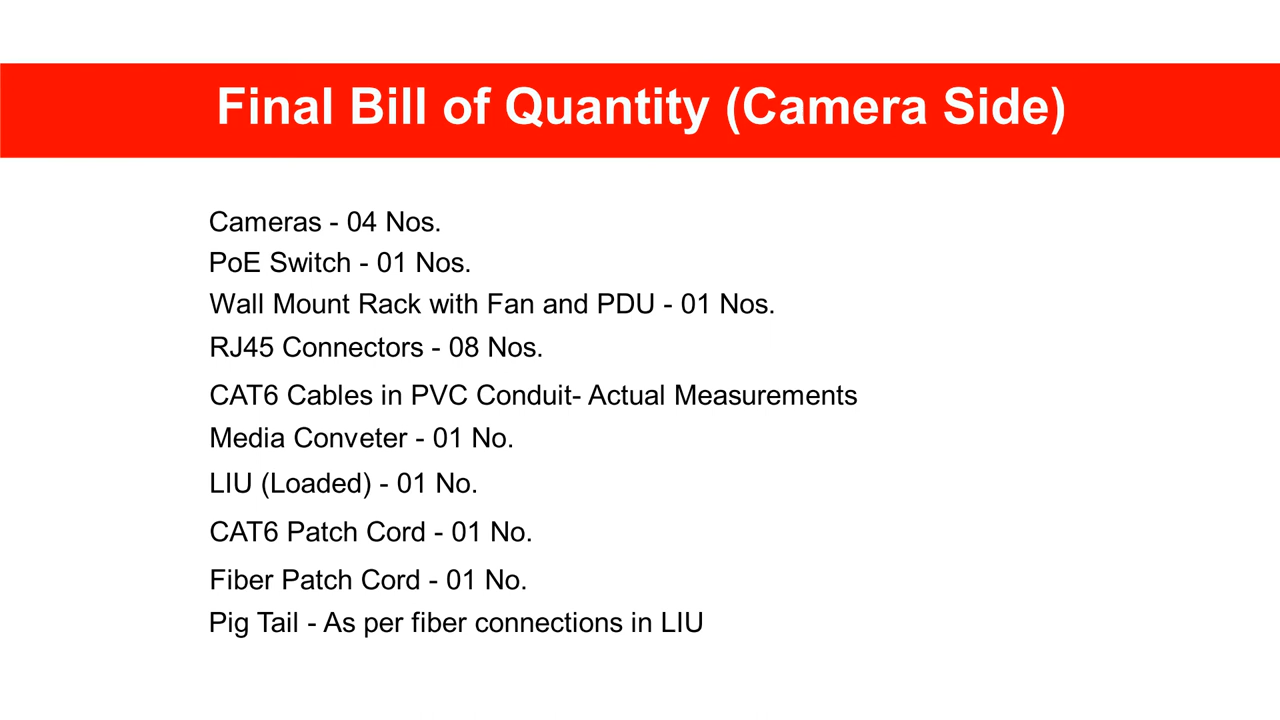 Final Bill of Quantity (Camera Side)
Cameras - 04 Nos.
PoE Switch - 01 Nos.
Wall Mount Rack with Fan and PDU - 01 Nos.
RJ45 Connectors - 08 Nos.
CAT6 Cables in PVC Conduit- Actual Measurements
Media Conveter - 01 No.
LIU (Loaded) - 01 No.
CAT6 Patch Cord - 01 No.
Fiber Patch Cord - 01 No.
Pig Tail - As per fiber connections in LIU